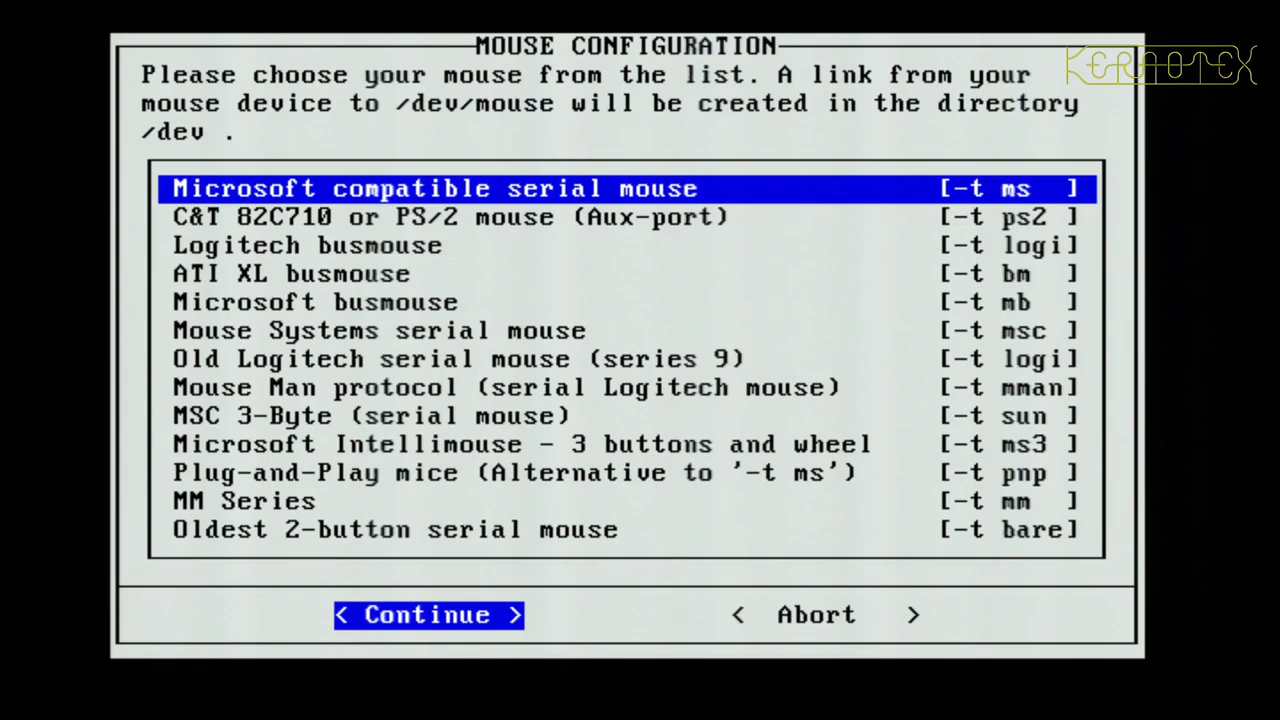 MOUSE CONFIGURATION
KERNOTEX
Please choose your mouse from the list. A link from your
mouse device to /dev/mouse will be created in the directory
/dev .
Microsoft compatible serial mouse [-t ms ]
C&T 82C710 or PS/2 mouse (Aux-port) [-t ps2 ]
Logitech busmouse [-t logi]
ATI XL busmouse [-t bm ]
Microsoft busmouse [-t mb ]
Mouse Systems serial mouse [-t msc ]
Old Logitech serial mouse (series 9) [-t logi]
Mouse Man protocol (serial Logitech mouse) [-t mman]
MSC 3-Byte (serial mouse) [-t sun ]
Microsoft Intellimouse - 3 buttons and wheel [-t ms3 ]
Plug-and-Play mice (Alternative to '-t ms') [-t pnp ]
MM Series [-t mm ]
Oldest 2-button serial mouse [-t bare]
< Continue > < Abort >